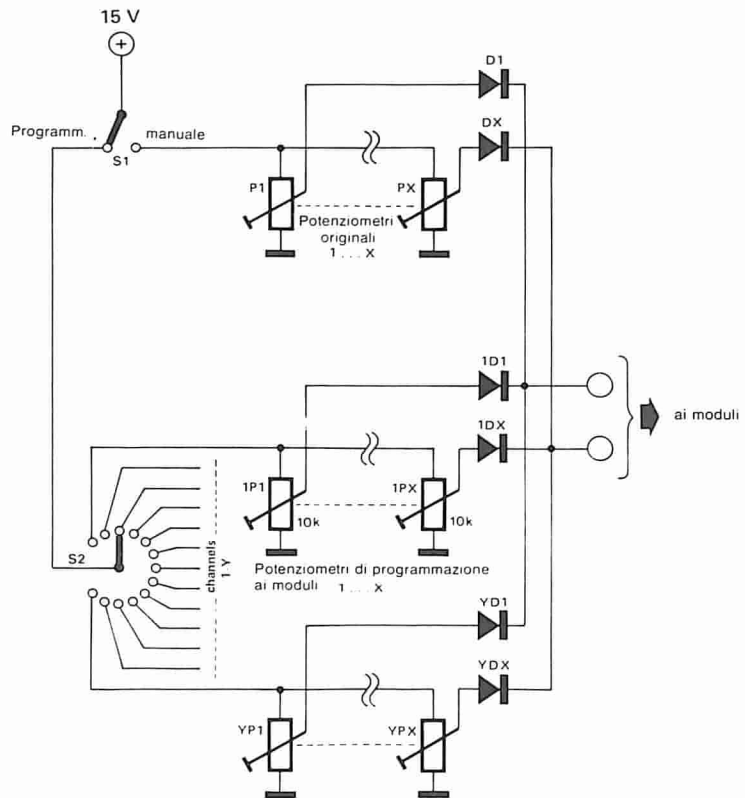 15 V
+
D1
Programm.
manuale
S1
DX
P1
PX
Potenziometri
originali
1 . . . X
1D1
ai moduli
1DX
1P1
10k
1PX
10k
S2
channels
1-Y
Potenziometri di programmazione
ai moduli 1 . . . X
YD1
YDX
YP1
YPX